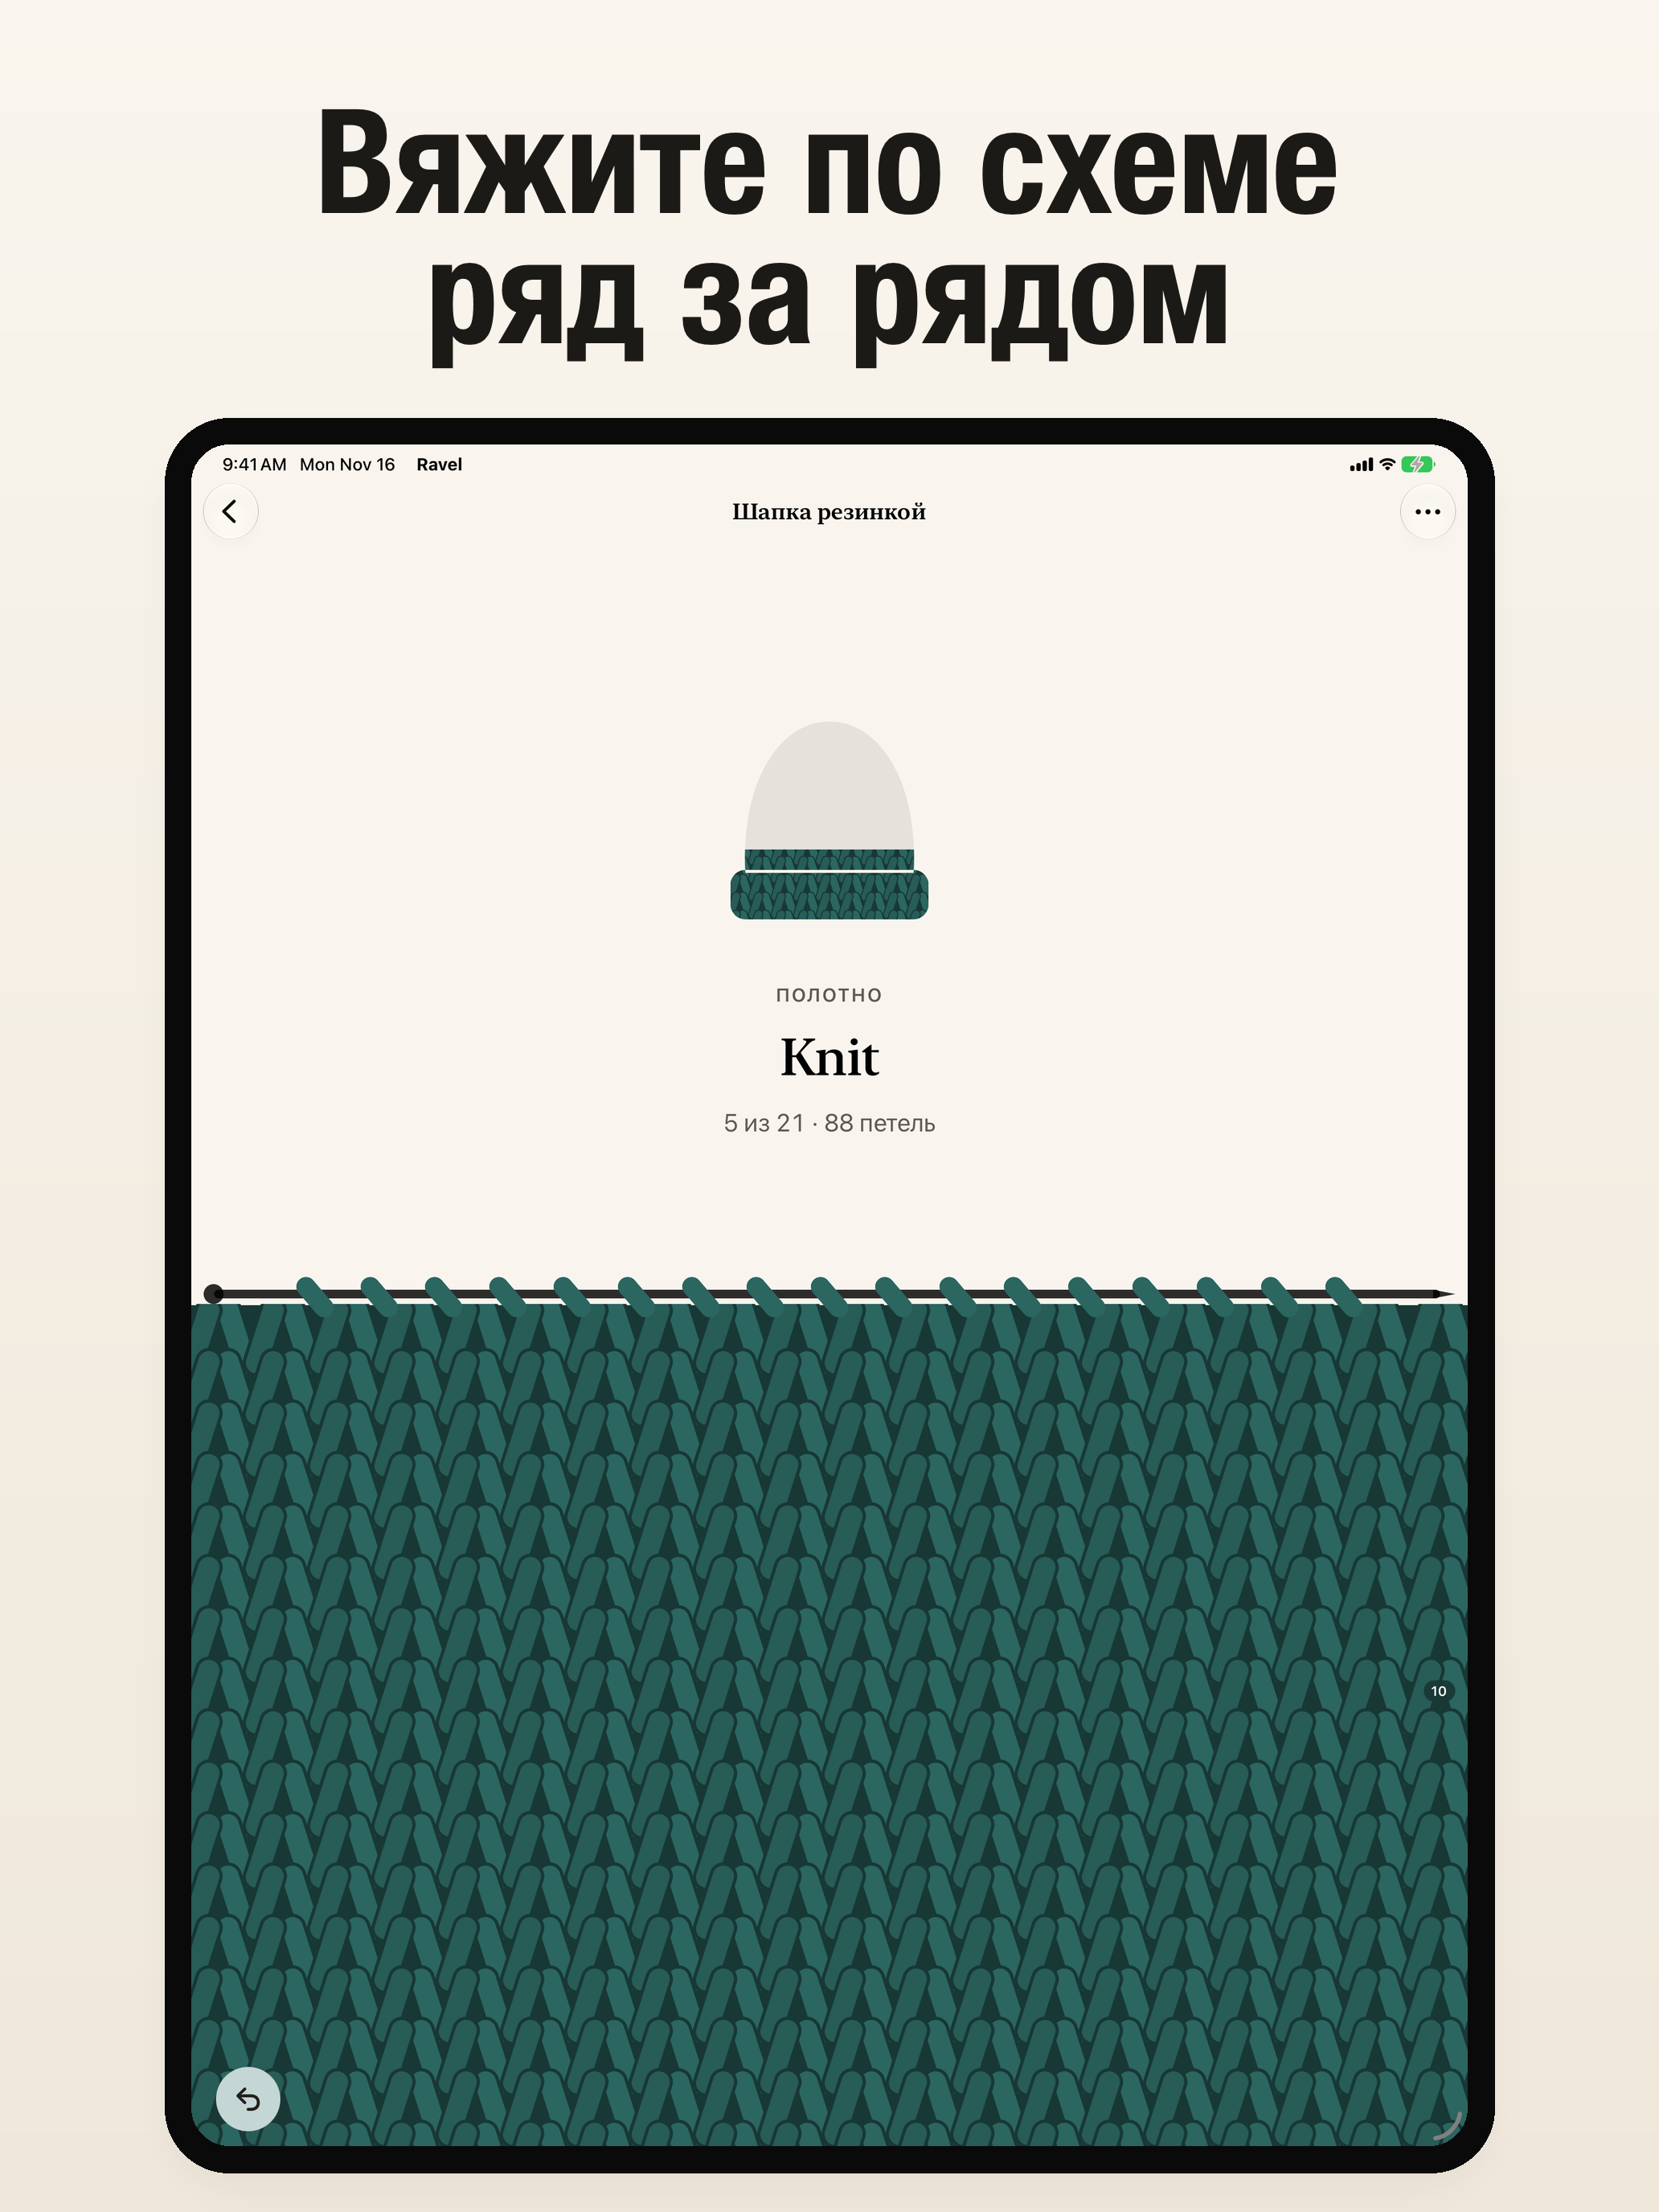 Вяжите по схеме
ряд за рядом
9:41 AM Mon Nov 16 Ravel
Шапка резинкой
полотно
Knit
5 из 21 · 88 петель
10